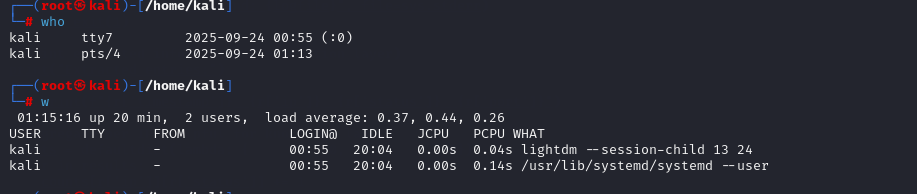 ┌──(root㉿kali)-[/home/kali]
└─# who
kali     tty7         2025-09-24 00:55 (:0)
kali     pts/4        2025-09-24 01:13
┌──(root㉿kali)-[/home/kali]
└─# w
 01:15:16 up 20 min,  2 users,  load average: 0.37, 0.44, 0.26
USER     TTY      FROM             LOGIN@   IDLE   JCPU   PCPU WHAT
kali              -                00:55   20:04   0.00s  0.04s lightdm --session-child 13 24
kali              -                00:55   20:04   0.00s  0.14s /usr/lib/systemd/systemd --user